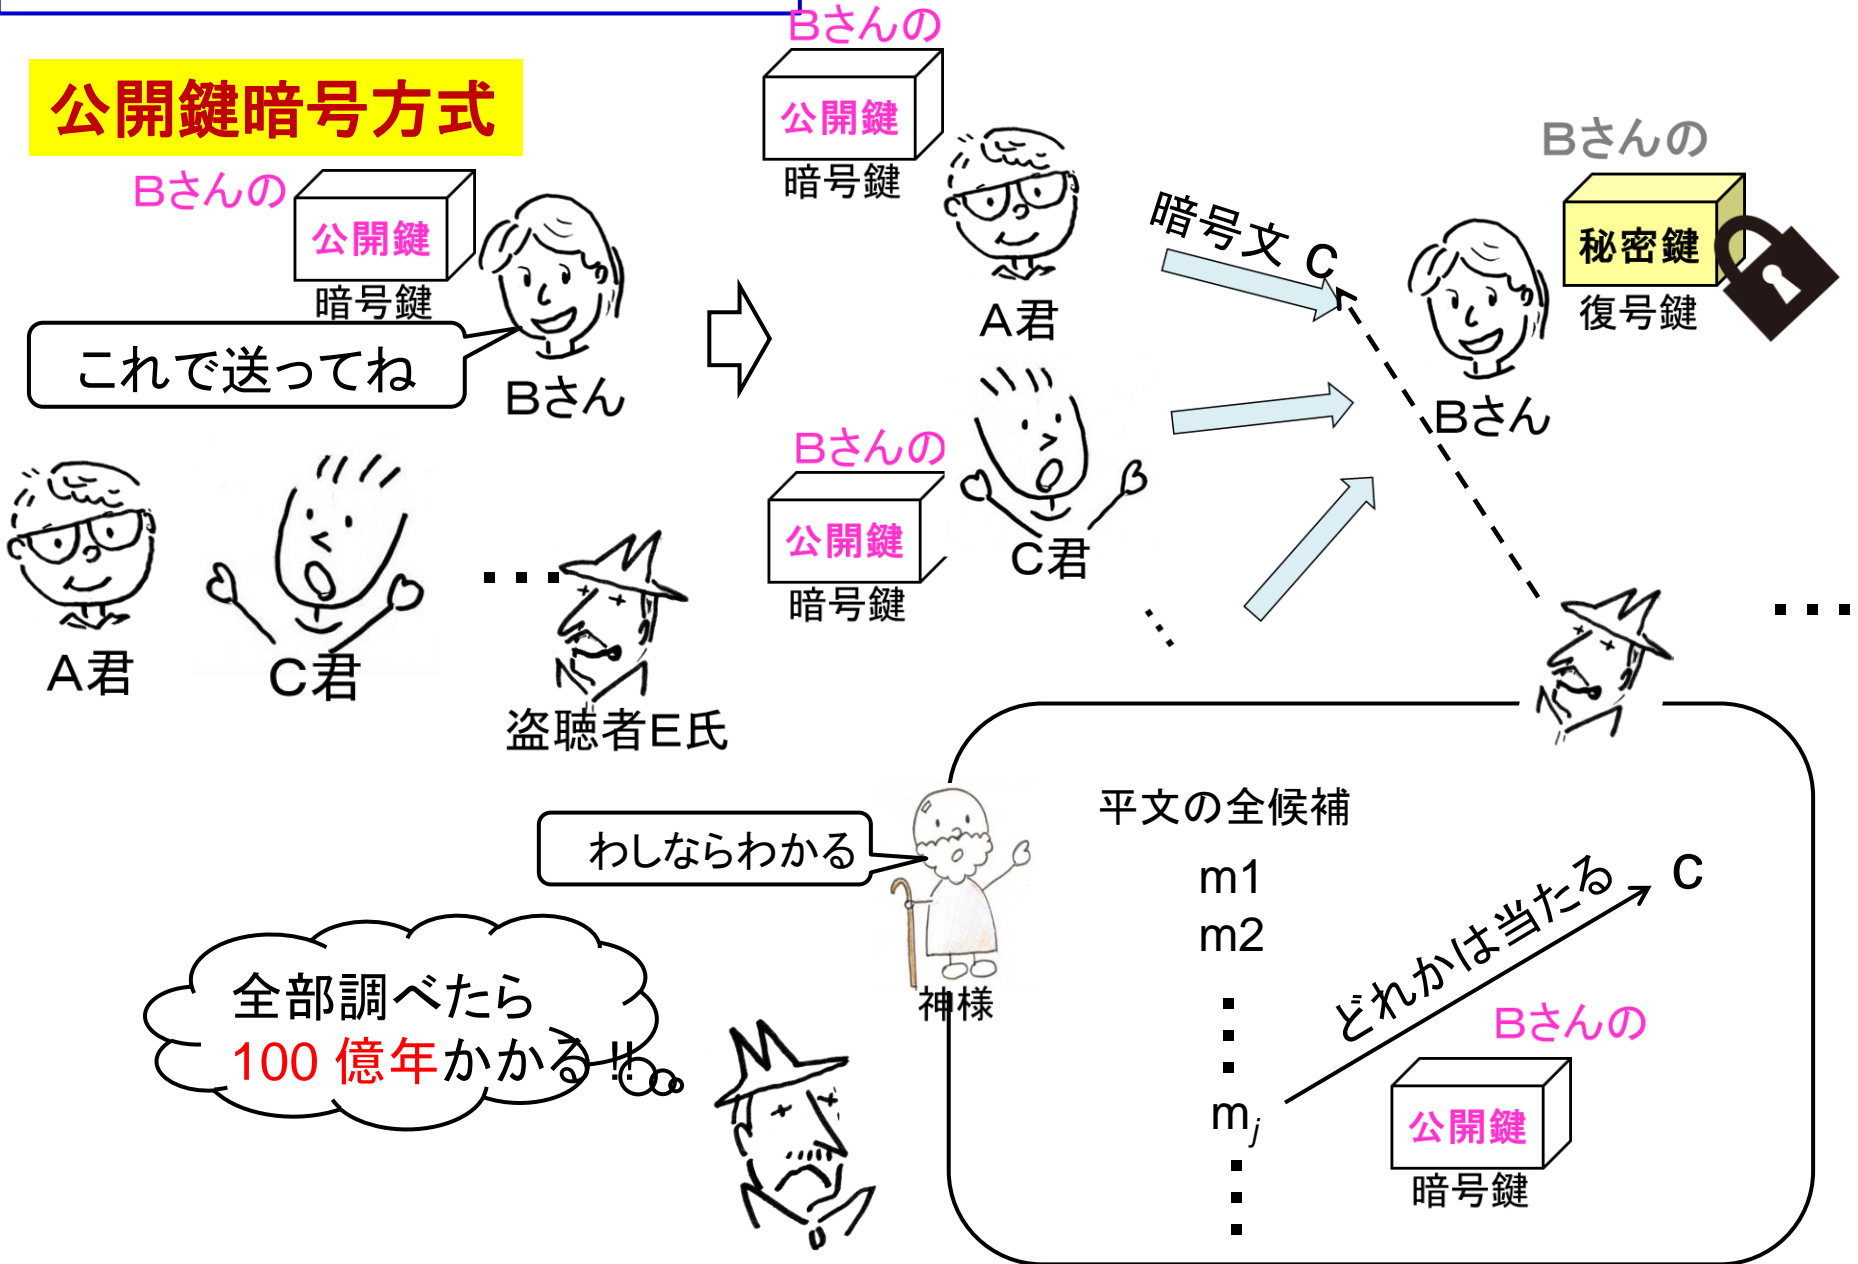 公開鍵暗号方式
Bさんの
公開鍵
暗号鍵
これで送ってね
Bさん
A君
C君
・・・
盗聴者E氏
Bさんの
公開鍵
暗号鍵
A君
Bさんの
公開鍵
暗号鍵
C君
・・・
暗号文 C
Bさんの
秘密鍵
復号鍵
Bさん
・・・
わしならわかる
神様
全部調べたら
100 億年かかる !!
平文の全候補
m1
m2
・
・
・
mj
・
・
・
どれかは当たる
C
Bさんの
公開鍵
暗号鍵